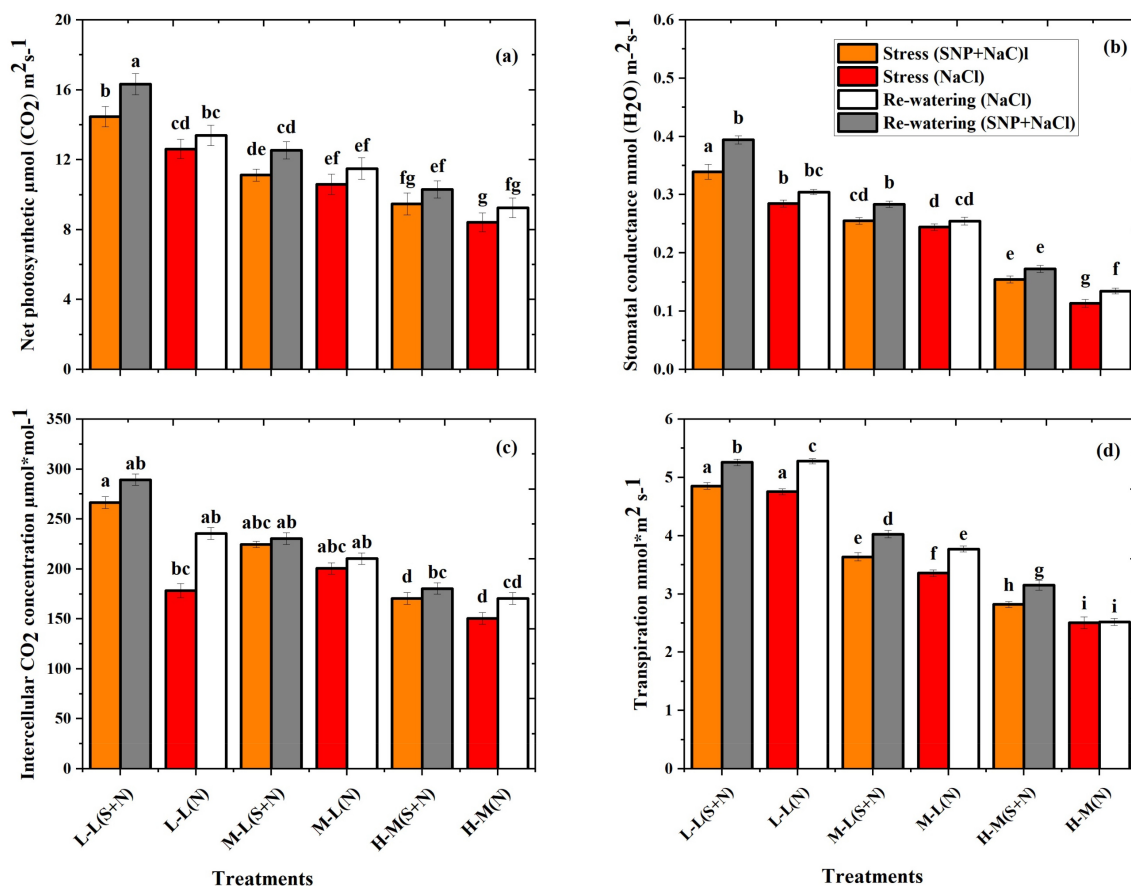 (a)
Net photosynthetic µmol (CO2) m2s-1
20
16
12
8
4
0
b
a
cd
bc
de
cd
ef
ef
fg
ef
g
fg
(b)
Stomatal conductance mmol (H2O) m-2s-1
0.6
0.5
0.4
0.3
0.2
0.1
0.0
Stress (SNP+NaC)l
Stress (NaCl)
Re-watering (NaCl)
Re-watering (SNP+NaCl)
a
b
b
bc
cd
b
d
cd
e
e
g
f
(c)
Intercellular CO2 concentration µmol*mol-1
350
300
250
200
150
100
50
0
a
ab
bc
ab
abc
ab
abc
ab
d
bc
d
cd
L-L(S+N)
L-L(N)
M-L(S+N)
M-L(N)
H-M(S+N)
H-M(N)
Treatments
(d)
Transpiration mmol*m2 s-1
6
5
4
3
2
1
0
a
b
a
c
e
d
f
e
h
g
i
i
L-L(S+N)
L-L(N)
M-L(S+N)
M-L(N)
H-M(S+N)
H-M(N)
Treatments